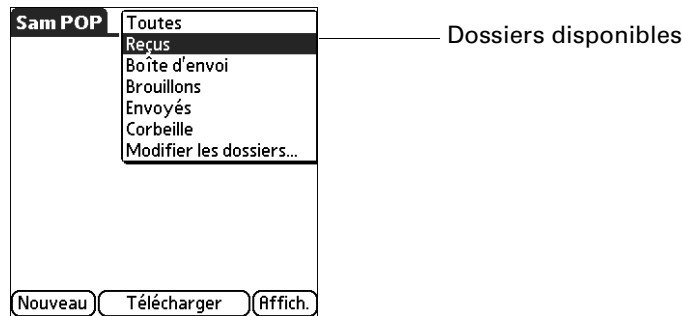 Sam POP
Toutes
Reçus
Dossiers disponibles
Boîte d'envoi
Brouillons
Envoyés
Corbeille
Modifier les dossiers...
Nouveau
Télécharger
Affich.